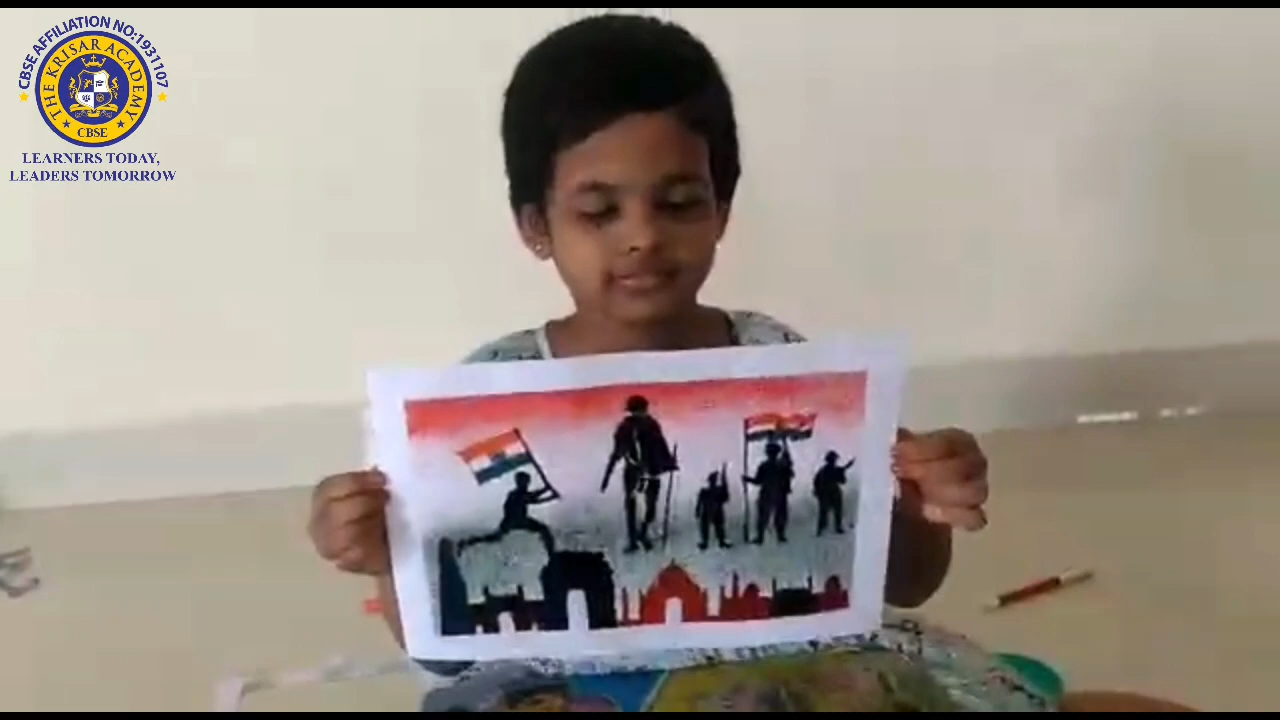 CBSE AFFILIATION NO:1931107
THE KRISAR ACADEMY
CBSE
LEARNERS TODAY,
LEADERS TOMORROW